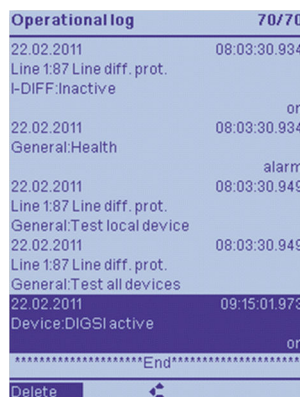 Operational log 70/70
22.02.2011 08:03:30.934
Line 1:87 Line diff. prot.
I-DIFF:Inactive
on
22.02.2011 08:03:30.934
General:Health
alarm
22.02.2011 08:03:30.949
Line 1:87 Line diff. prot.
General:Test local device
22.02.2011 08:03:30.949
Line 1:87 Line diff. prot.
General:Test all devices
22.02.2011 09:15:01.973
Device:DIGSI active
on
*********************End*********************
Delete